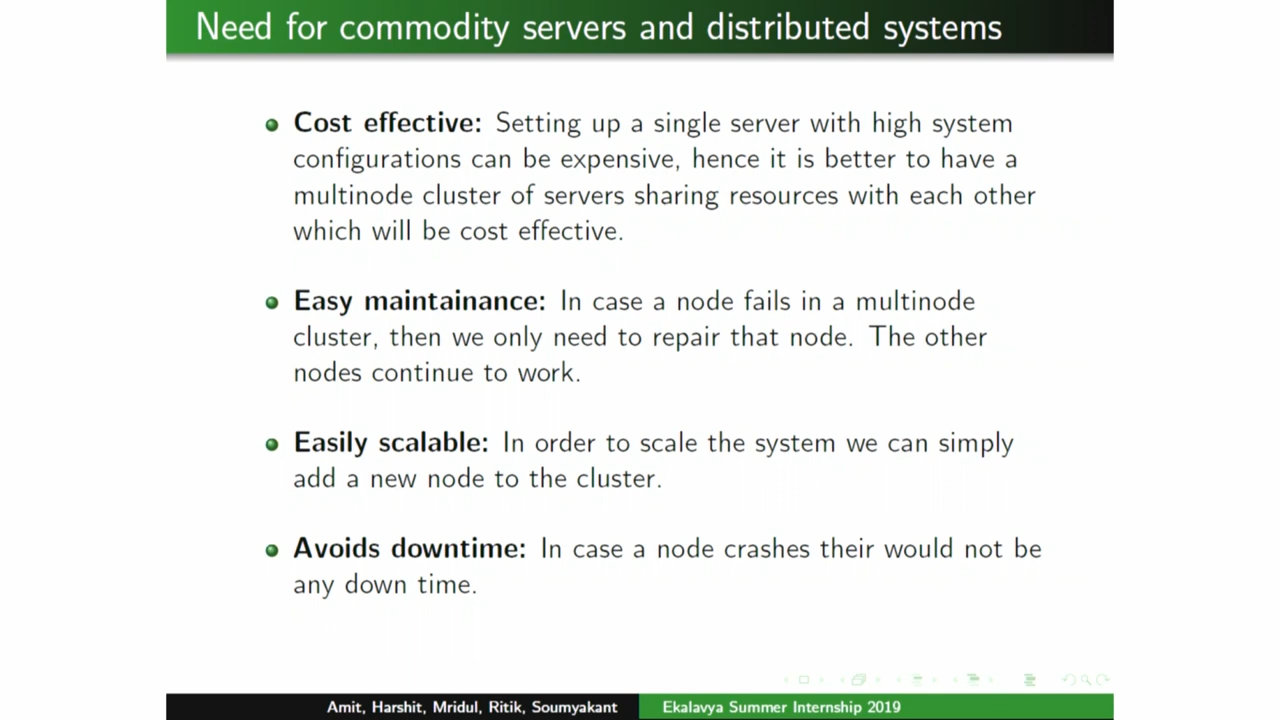 Need for commodity servers and distributed systems
Cost effective: Setting up a single server with high system
configurations can be expensive, hence it is better to have a
multinode cluster of servers sharing resources with each other
which will be cost effective.
Easy maintainance: In case a node fails in a multinode
cluster, then we only need to repair that node. The other
nodes continue to work.
Easily scalable: In order to scale the system we can simply
add a new node to the cluster.
Avoids downtime: In case a node crashes their would not be
any down time.
Amit, Harshit, Mridul, Ritik, Soumyakant
Ekalavya Summer Internship 2019